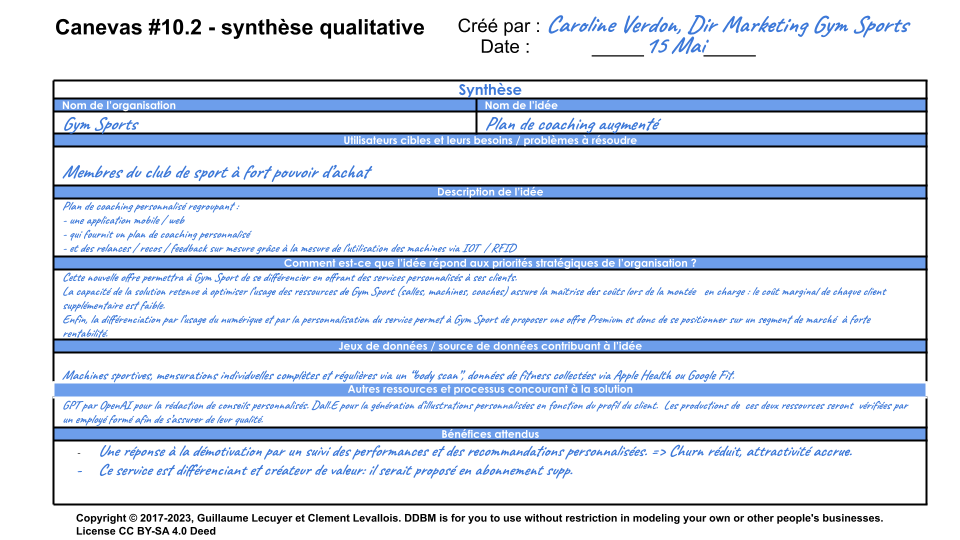 Canevas #10.2 - synthèse qualitative
Créé par : Caroline Verdon, Dir Marketing Gym Sports
Date : _____ 15 Mai_____
Synthèse
Nom de l'organisation
Nom de l'idée
Gym Sports
Plan de coaching augmenté
Utilisateurs cibles et leurs besoins / problèmes à résoudre
Membres du club de sport à fort pouvoir d'achat
Description de l'idée
Plan de coaching personnalisé regroupant :
- une application mobile / web
- qui fournit un plan de coaching personnalisé
- et des relances / recos / feedback sur mesure grâce à la mesure de l'utilisation des machines via IOT / RFID
Comment est-ce que l'idée répond aux priorités stratégiques de l'organisation ?
Cette nouvelle offre permettra à Gym Sport de se différencier en offrant des services personnalisés à ses clients.
La capacité de la solution retenue à optimiser l'usage des ressources de Gym Sport (salles, machines, coaches) assure la maîtrise des coûts lors de la montée en charge : le coût marginal de chaque client
supplémentaire est faible.
Enfin, la différenciation par l'usage du numérique et par la personnalisation du service permet à Gym Sport de proposer une offre Premium et donc de se positionner sur un segment de marché à forte
rentabilité.
Jeux de données / source de données contribuant à l'idée
Machines sportives, mensurations individuelles complètes et régulières via un "body scan", données de fitness collectées via Apple Health ou Google Fit.
Autres ressources et processus concourant à la solution
GPT par OpenAI pour la rédaction de conseils personnalisés. Dall.E pour la génération d'illustrations personnalisées en fonction du profil du client. Les productions de ces deux ressources seront vérifiées par
un employé formé afin de s'assurer de leur qualité.
Bénéfices attendus
- Une réponse à la démotivation par un suivi des performances et des recommandations personnalisées. => Churn réduit, attractivité accrue.
- Ce service est différenciant et créateur de valeur: il serait proposé en abonnement supp.
Copyright © 2017-2023, Guillaume Lecuyer et Clement Levallois. DDBM is for you to use without restriction in modeling your own or other people's businesses.
License CC BY-SA 4.0 Deed